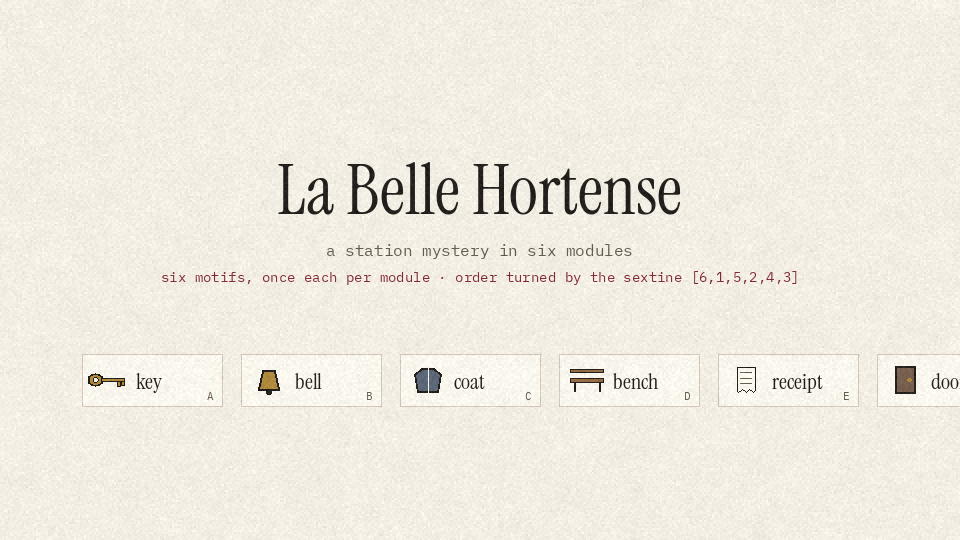 La Belle Hortense
a station mystery in six modules
six motifs, once each per module · order turned by the sextine [6,1,5,2,4,3]
key A
bell B
coat C
bench D
receipt E